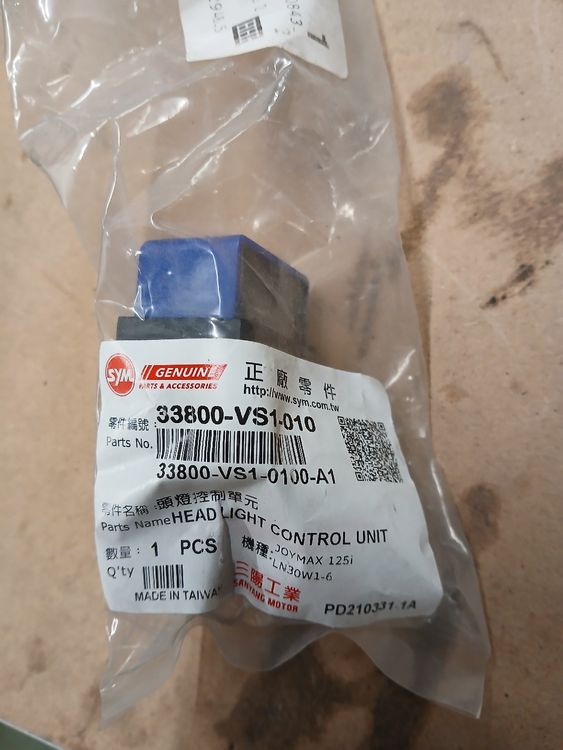 SYM GENUINE
PARTS & ACCESSORIES
正廠零件
http://www.sym.com.tw
零件編號:33800-VS1-010
Parts No.
33800-VS1-0100-A1
零件名稱:頭燈控制單元
Parts Name HEAD LIGHT CONTROL UNIT
數量:1 PCS
Q'ty
機種:JOYMAX 125i
LN30W1-6
MADE IN TAIWAN
三陽工業
SANYANG MOTOR
PD210331-1A